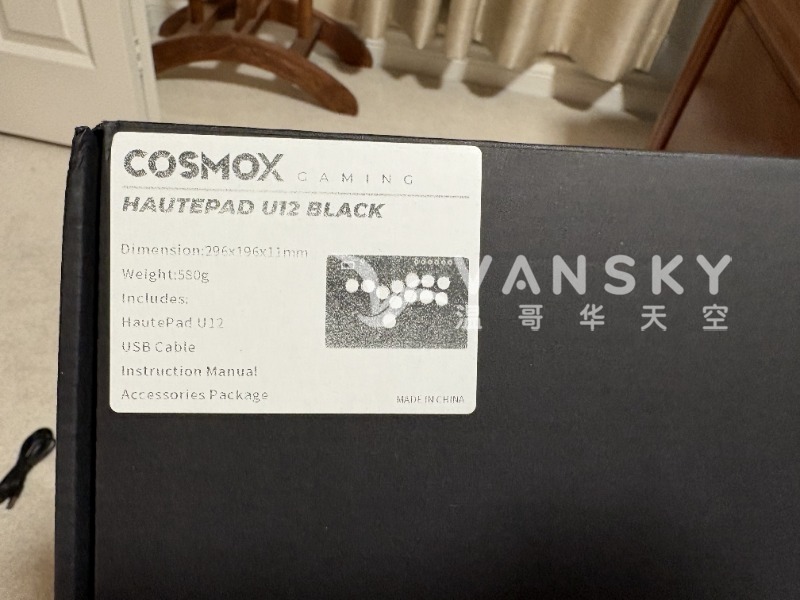 COSMOX GAMING
HAUTEPAD U12 BLACK
Dimension:296x196x11mm
Weight:580g
Includes:
HautePad U12
USB Cable
Instruction Manual
Accessories Package
MADE IN CHINA
VANSKY
温哥华天空